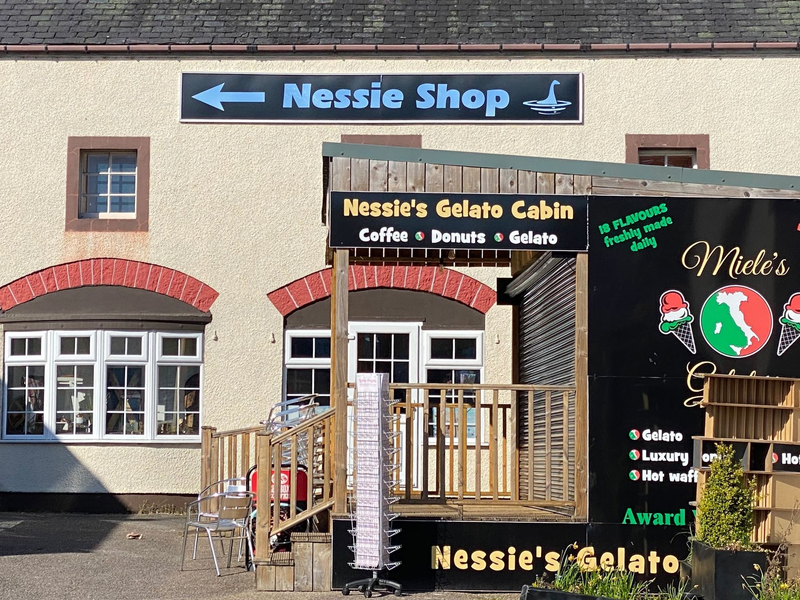 Nessie Shop
Nessie's Gelato Cabin
Coffee Donuts Gelato
18 FLAVOURS
freshly made
daily
Miele's
Gelato
Luxury
Hot
Award
Nessie's Gelato